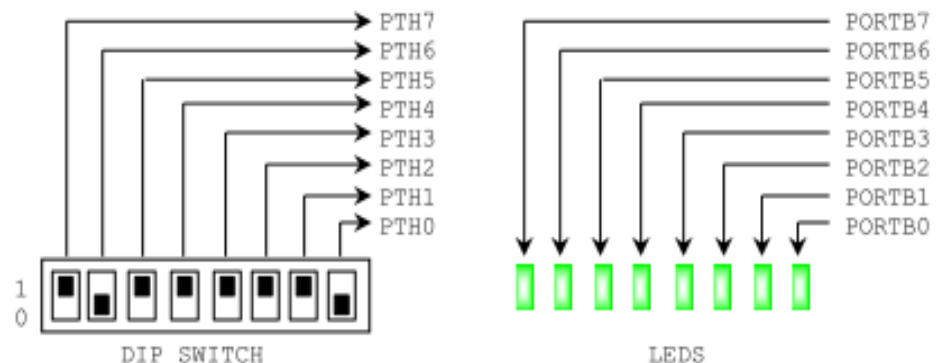 PTH7
PTH6
PTH5
PTH4
PTH3
PTH2
PTH1
PTH0
1
0
DIP SWITCH
PORTB7
PORTB6
PORTB5
PORTB4
PORTB3
PORTB2
PORTB1
PORTB0
LEDS